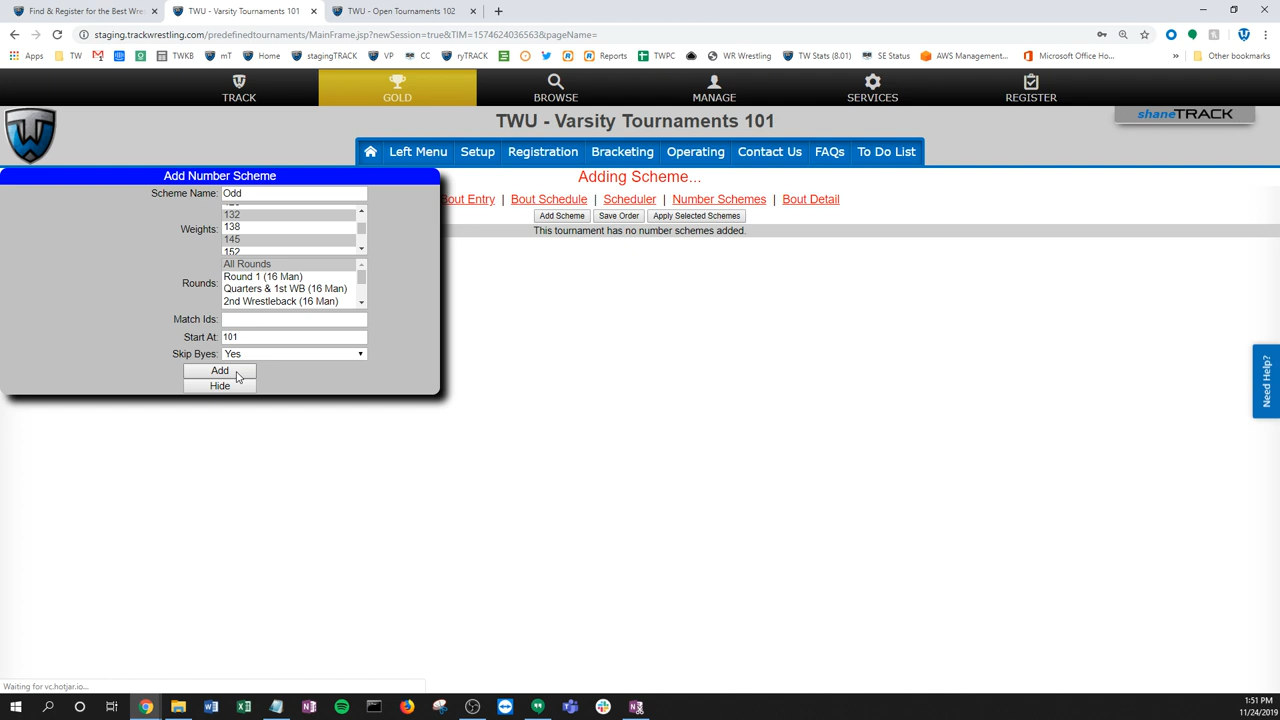 Find & Register for the Best Wre
TWU - Varsity Tournaments 101
TWU - Open Tournaments 102
staging.trackwrestling.com/predefinedtournaments/MainFrame.jsp?newSession=true&TIM=1574624036563&pageName=
Apps
TW
TWKB
mT
Home
stagingTRACK
VP
CC
ryTRACK
Reports
TWPC
WR Wrestling
TW Stats (8.01)
SE Status
AWS Management...
Microsoft Office Ho...
»
Other bookmarks
TRACK
GOLD
BROWSE
MANAGE
SERVICES
REGISTER
TWU - Varsity Tournaments 101
shaneTRACK
Left Menu
Setup
Registration
Bracketing
Operating
Contact Us
FAQs
To Do List
Add Number Scheme
Adding Scheme...
Scheme Name: Odd
out Entry | Bout Schedule | Scheduler | Number Schemes | Bout Detail
132
Add Scheme
Save Order
Apply Selected Schemes
Weights:
138
This tournament has no number schemes added.
145
152
All Rounds
Round 1 (16 Man)
Rounds:
Quarters & 1st WB (16 Man)
2nd Wrestleback (16 Man)
Match Ids:
Start At: 101
Skip Byes: Yes
Add
Hide
Need Help?
Waiting for vc.hotjar.io...
1:51 PM
11/24/2019